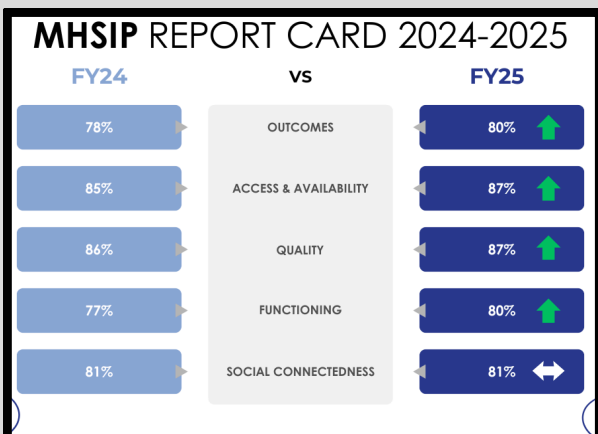 MHSIP REPORT CARD 2024-2025
FY24 VS FY25
78% OUTCOMES 80%
85% ACCESS & AVAILABILITY 87%
86% QUALITY 87%
77% FUNCTIONING 80%
81% SOCIAL CONNECTEDNESS 81%